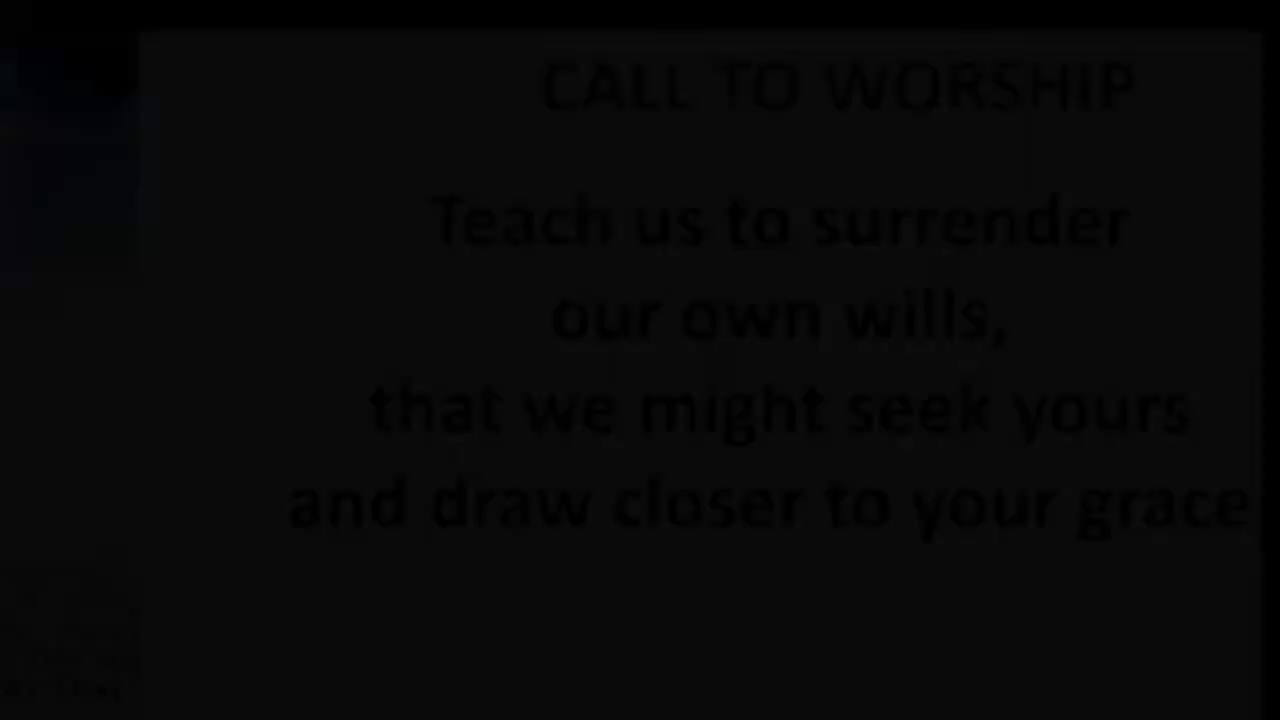 CALL TO WORSHIP
Teach us to surrender
our own wills,
that we might seek yours
and draw closer to your grace